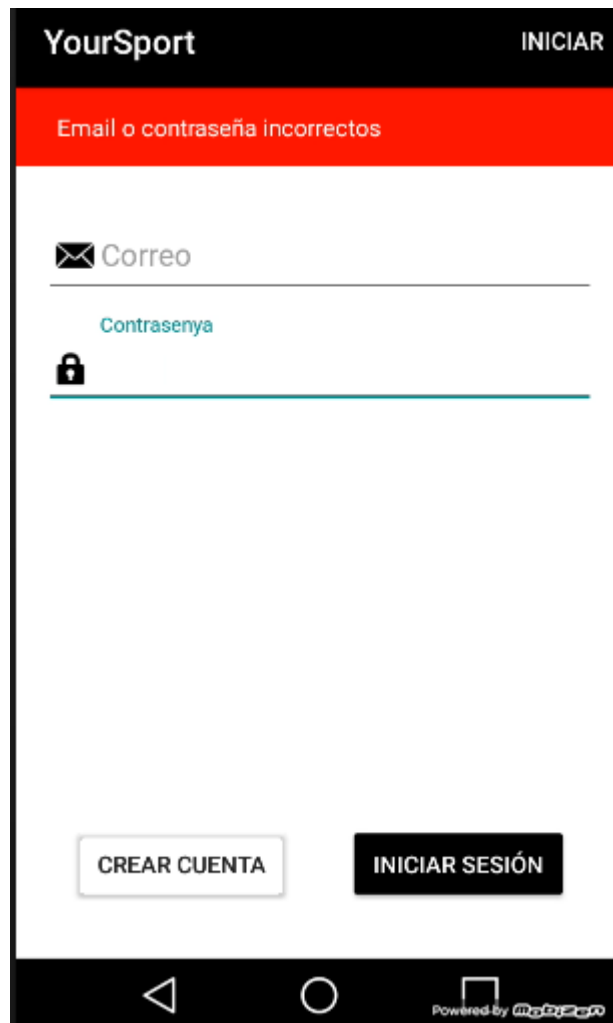 YourSport
INICIAR
Email o contraseña incorrectos
Correo
Contrasenya
CREAR CUENTA
INICIAR SESIÓN
Powered by